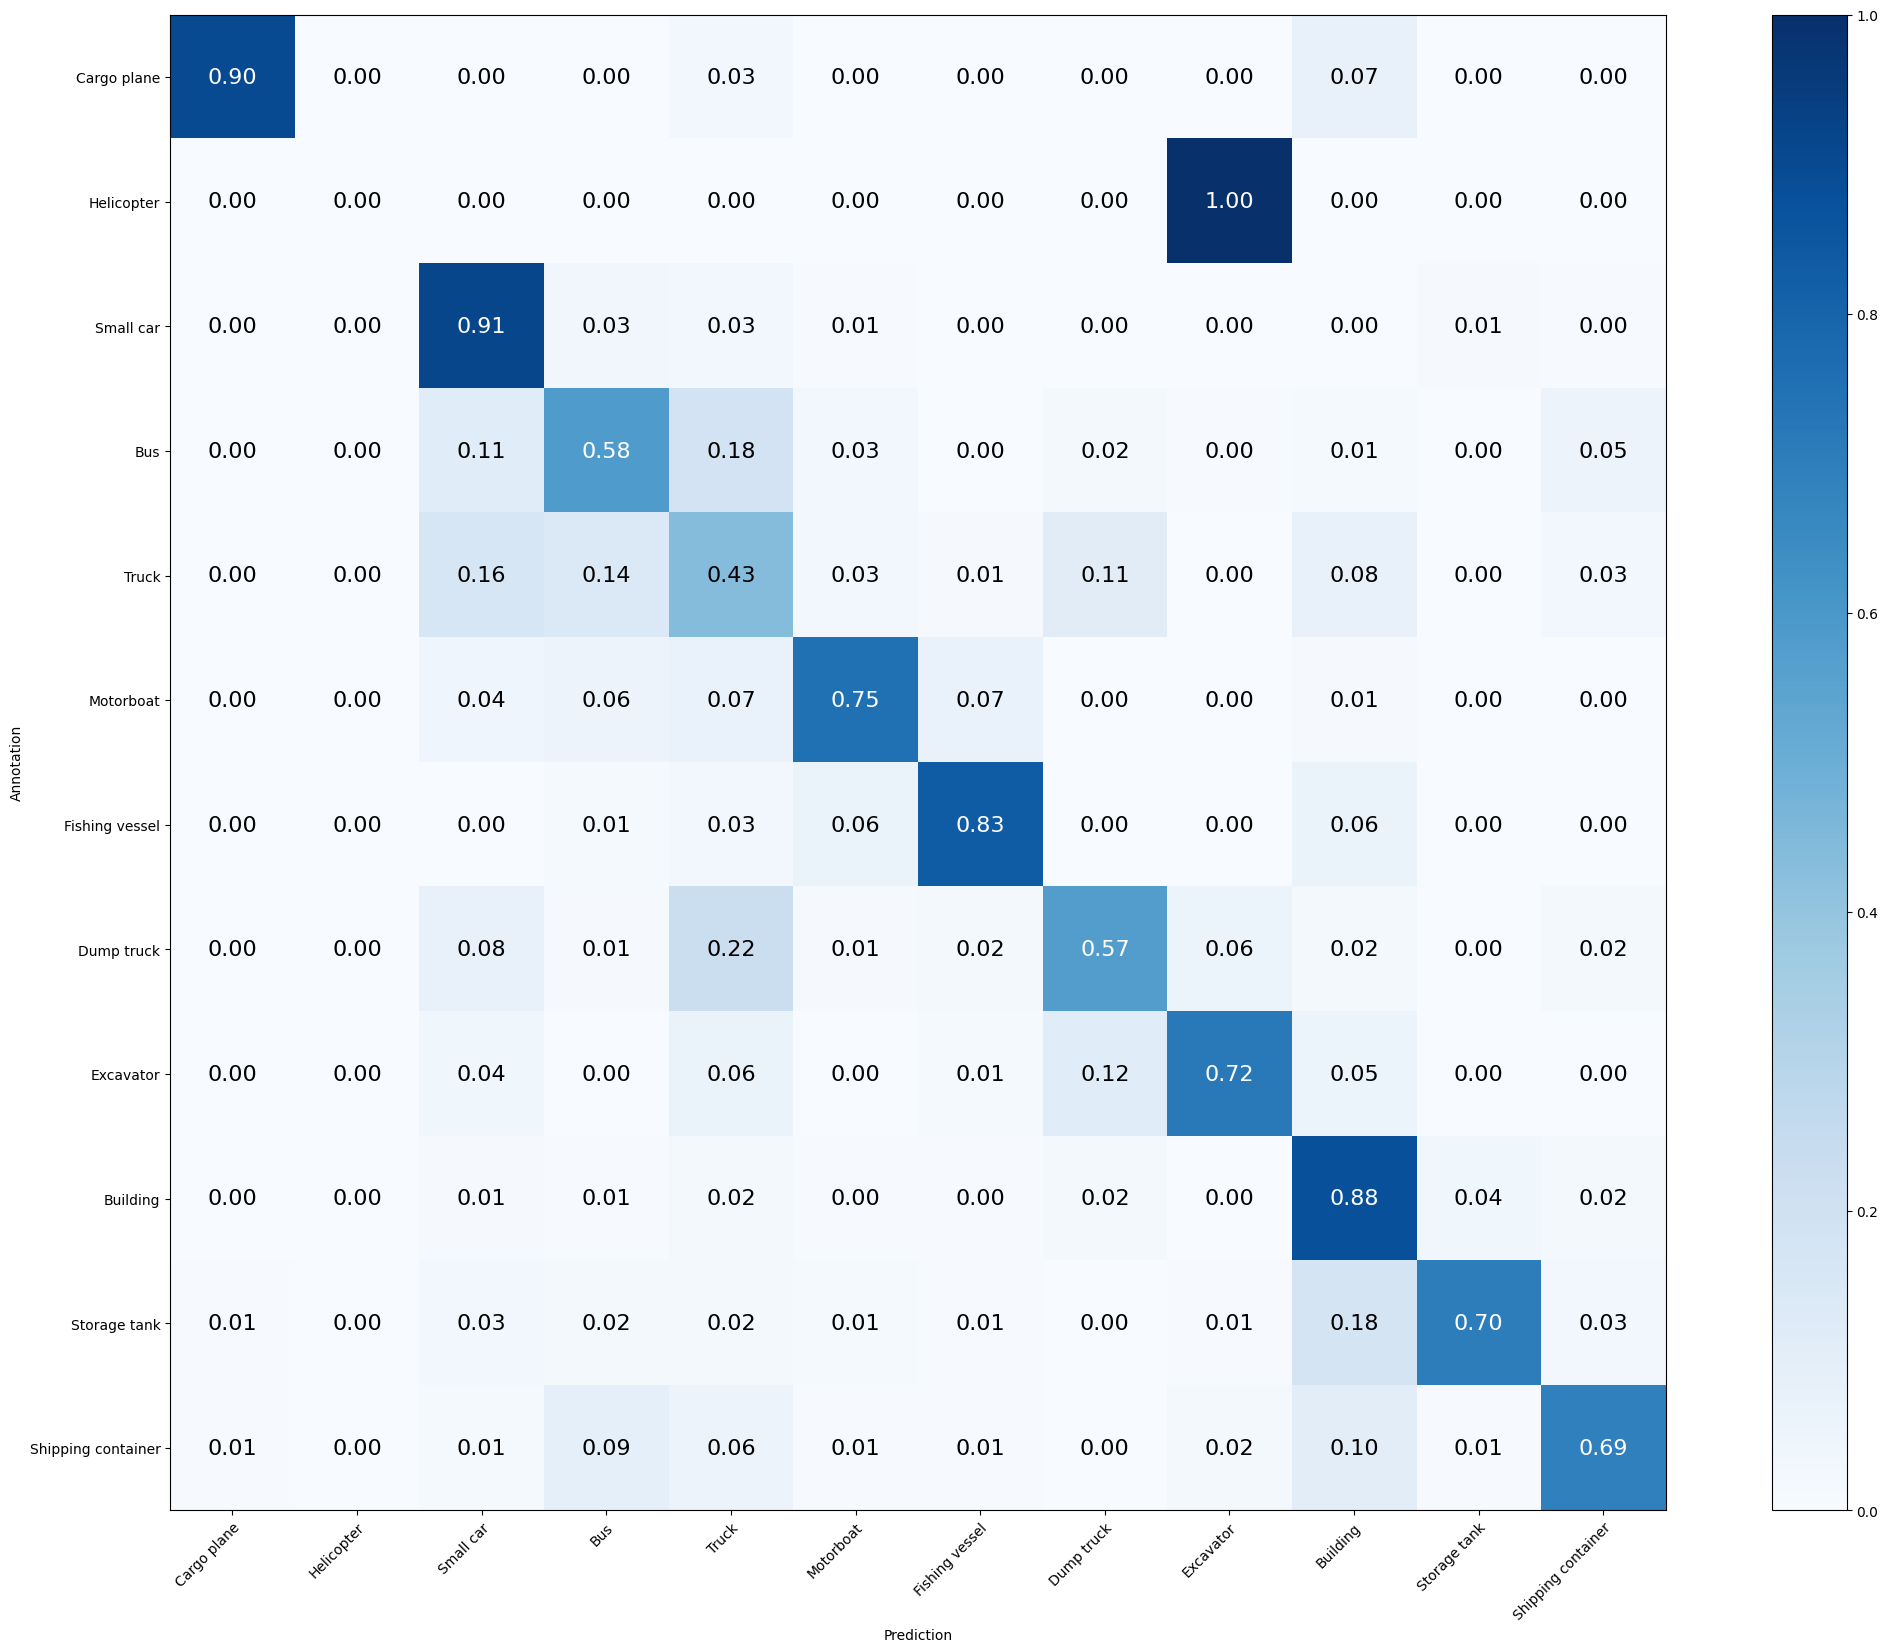 Cargo plane 0.90 0.00 0.00 0.00 0.03 0.00 0.00 0.00 0.00 0.07 0.00 0.00
Helicopter 0.00 0.00 0.00 0.00 0.00 0.00 0.00 0.00 1.00 0.00 0.00 0.00
Small car 0.00 0.00 0.91 0.03 0.03 0.01 0.00 0.00 0.00 0.00 0.01 0.00
Bus 0.00 0.00 0.11 0.58 0.18 0.03 0.00 0.02 0.00 0.01 0.00 0.05
Truck 0.00 0.00 0.16 0.14 0.43 0.03 0.01 0.11 0.00 0.08 0.00 0.03
Motorboat 0.00 0.00 0.04 0.06 0.07 0.75 0.07 0.00 0.00 0.01 0.00 0.00
Fishing vessel 0.00 0.00 0.00 0.01 0.03 0.06 0.83 0.00 0.00 0.06 0.00 0.00
Dump truck 0.00 0.00 0.08 0.01 0.22 0.01 0.02 0.57 0.06 0.02 0.00 0.02
Excavator 0.00 0.00 0.04 0.00 0.06 0.00 0.01 0.12 0.72 0.05 0.00 0.00
Building 0.00 0.00 0.01 0.01 0.02 0.00 0.00 0.02 0.00 0.88 0.04 0.02
Storage tank 0.01 0.00 0.03 0.02 0.02 0.01 0.01 0.00 0.01 0.18 0.70 0.03
Shipping container 0.01 0.00 0.01 0.09 0.06 0.01 0.01 0.00 0.02 0.10 0.01 0.69
Annotation
Cargo plane
Helicopter
Small car
Bus
Truck
Motorboat
Fishing vessel
Dump truck
Excavator
Building
Storage tank
Shipping container
Prediction
1.0
0.8
0.6
0.4
0.2
0.0